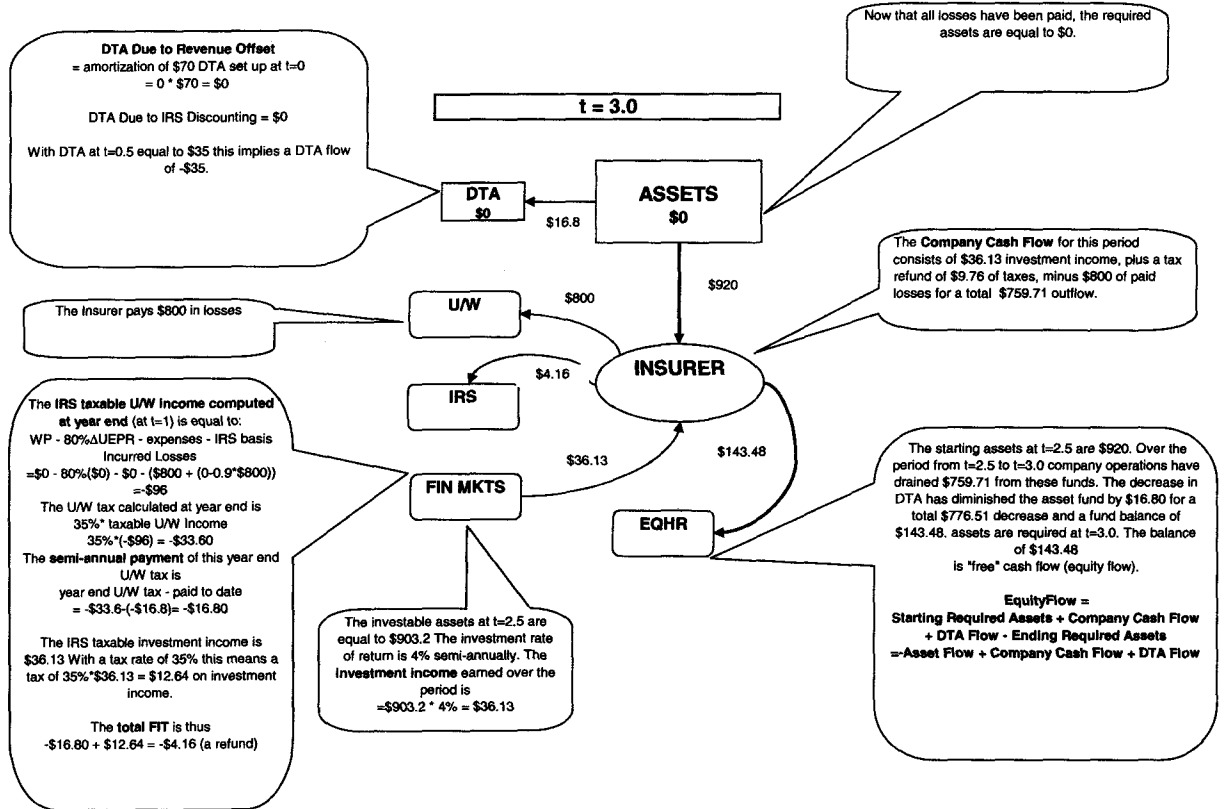 DTA Due to Revenue Offset
= amortization of $70 DTA set up at t=0
= 0 * $70 = $0
DTA Due to IRS Discounting = $0
With DTA at t=0.5 equal to $35 this implies a DTA flow
of -$35.
Now that all losses have been paid, the required
assets are equal to $0.
t = 3.0
DTA
$0
$16.8
ASSETS
$0
The Company Cash Flow for this period
consists of $36.13 investment income, plus a tax
refund of $9.76 of taxes, minus $800 of paid
losses for a total $759.71 outflow.
$920
The Insurer pays $800 in losses
U/W
$800
INSURER
IRS
$4.16
$36.13
$143.48
FIN MKTS
EQHR
The IRS taxable U/W Income computed
at year end (at t=1) is equal to:
WP - 80%ΔUEPR - expenses - IRS basis
Incurred Losses
=$0 - 80%($0) - $0 - ($800 + (0-0.9*$800))
=-$96
The U/W tax calculated at year end is
35%* taxable U/W Income
35%*(-$96) = -$33.60
The semi-annual payment of this year end
U/W tax is
year end U/W tax - paid to date
= -$33.6-(-$16.8)= -$16.80
The IRS taxable investment income is
$36.13 With a tax rate of 35% this means a
tax of 35%*$36.13 = $12.64 on investment
income.
The total FIT is thus
-$16.80 + $12.64 = -$4.16 (a refund)
The investable assets at t=2.5 are
equal to $903.2 The investment rate
of return is 4% semi-annually. The
investment income earned over the
period is
=$903.2 * 4% = $36.13
The starting assets at t=2.5 are $920. Over the
period from t=2.5 to t=3.0 company operations have
drained $759.71 from these funds. The decrease in
DTA has diminished the asset fund by $16.80 for a
total $776.51 decrease and a fund balance of
$143.48. assets are required at t=3.0. The balance
of $143.48
is "free" cash flow (equity flow).
EquityFlow =
Starting Required Assets + Company Cash Flow
+ DTA Flow - Ending Required Assets
=-Asset Flow + Company Cash Flow + DTA Flow